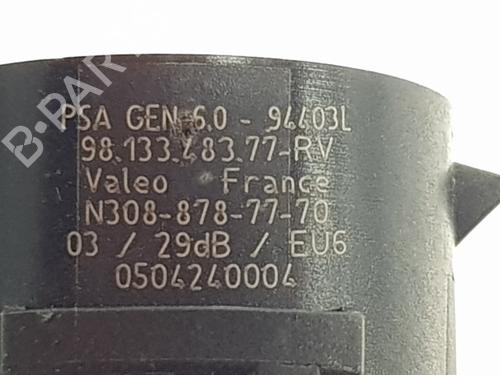 B-PARTS
PSA GEN 6.0 - 94403L
98.133.483.77-RV
Valeo France
N308-878-77-70
03 / 29dB / EU6
0504240004